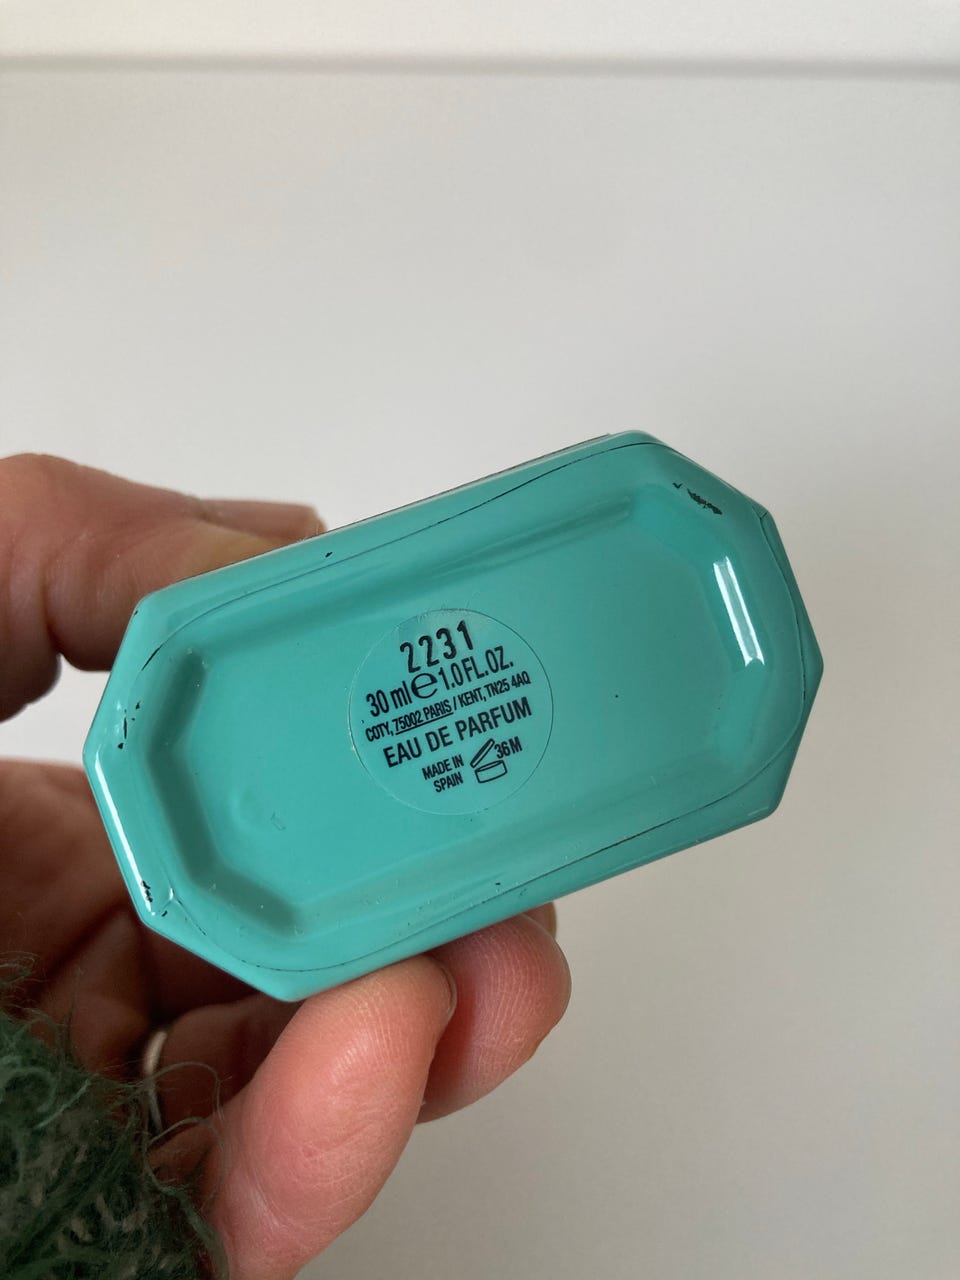 2231
30 ml e 1.0 FL.OZ.
COTY, 75002 PARIS / KENT, TN25 4AQ
EAU DE PARFUM
MADE IN
SPAIN
36 M